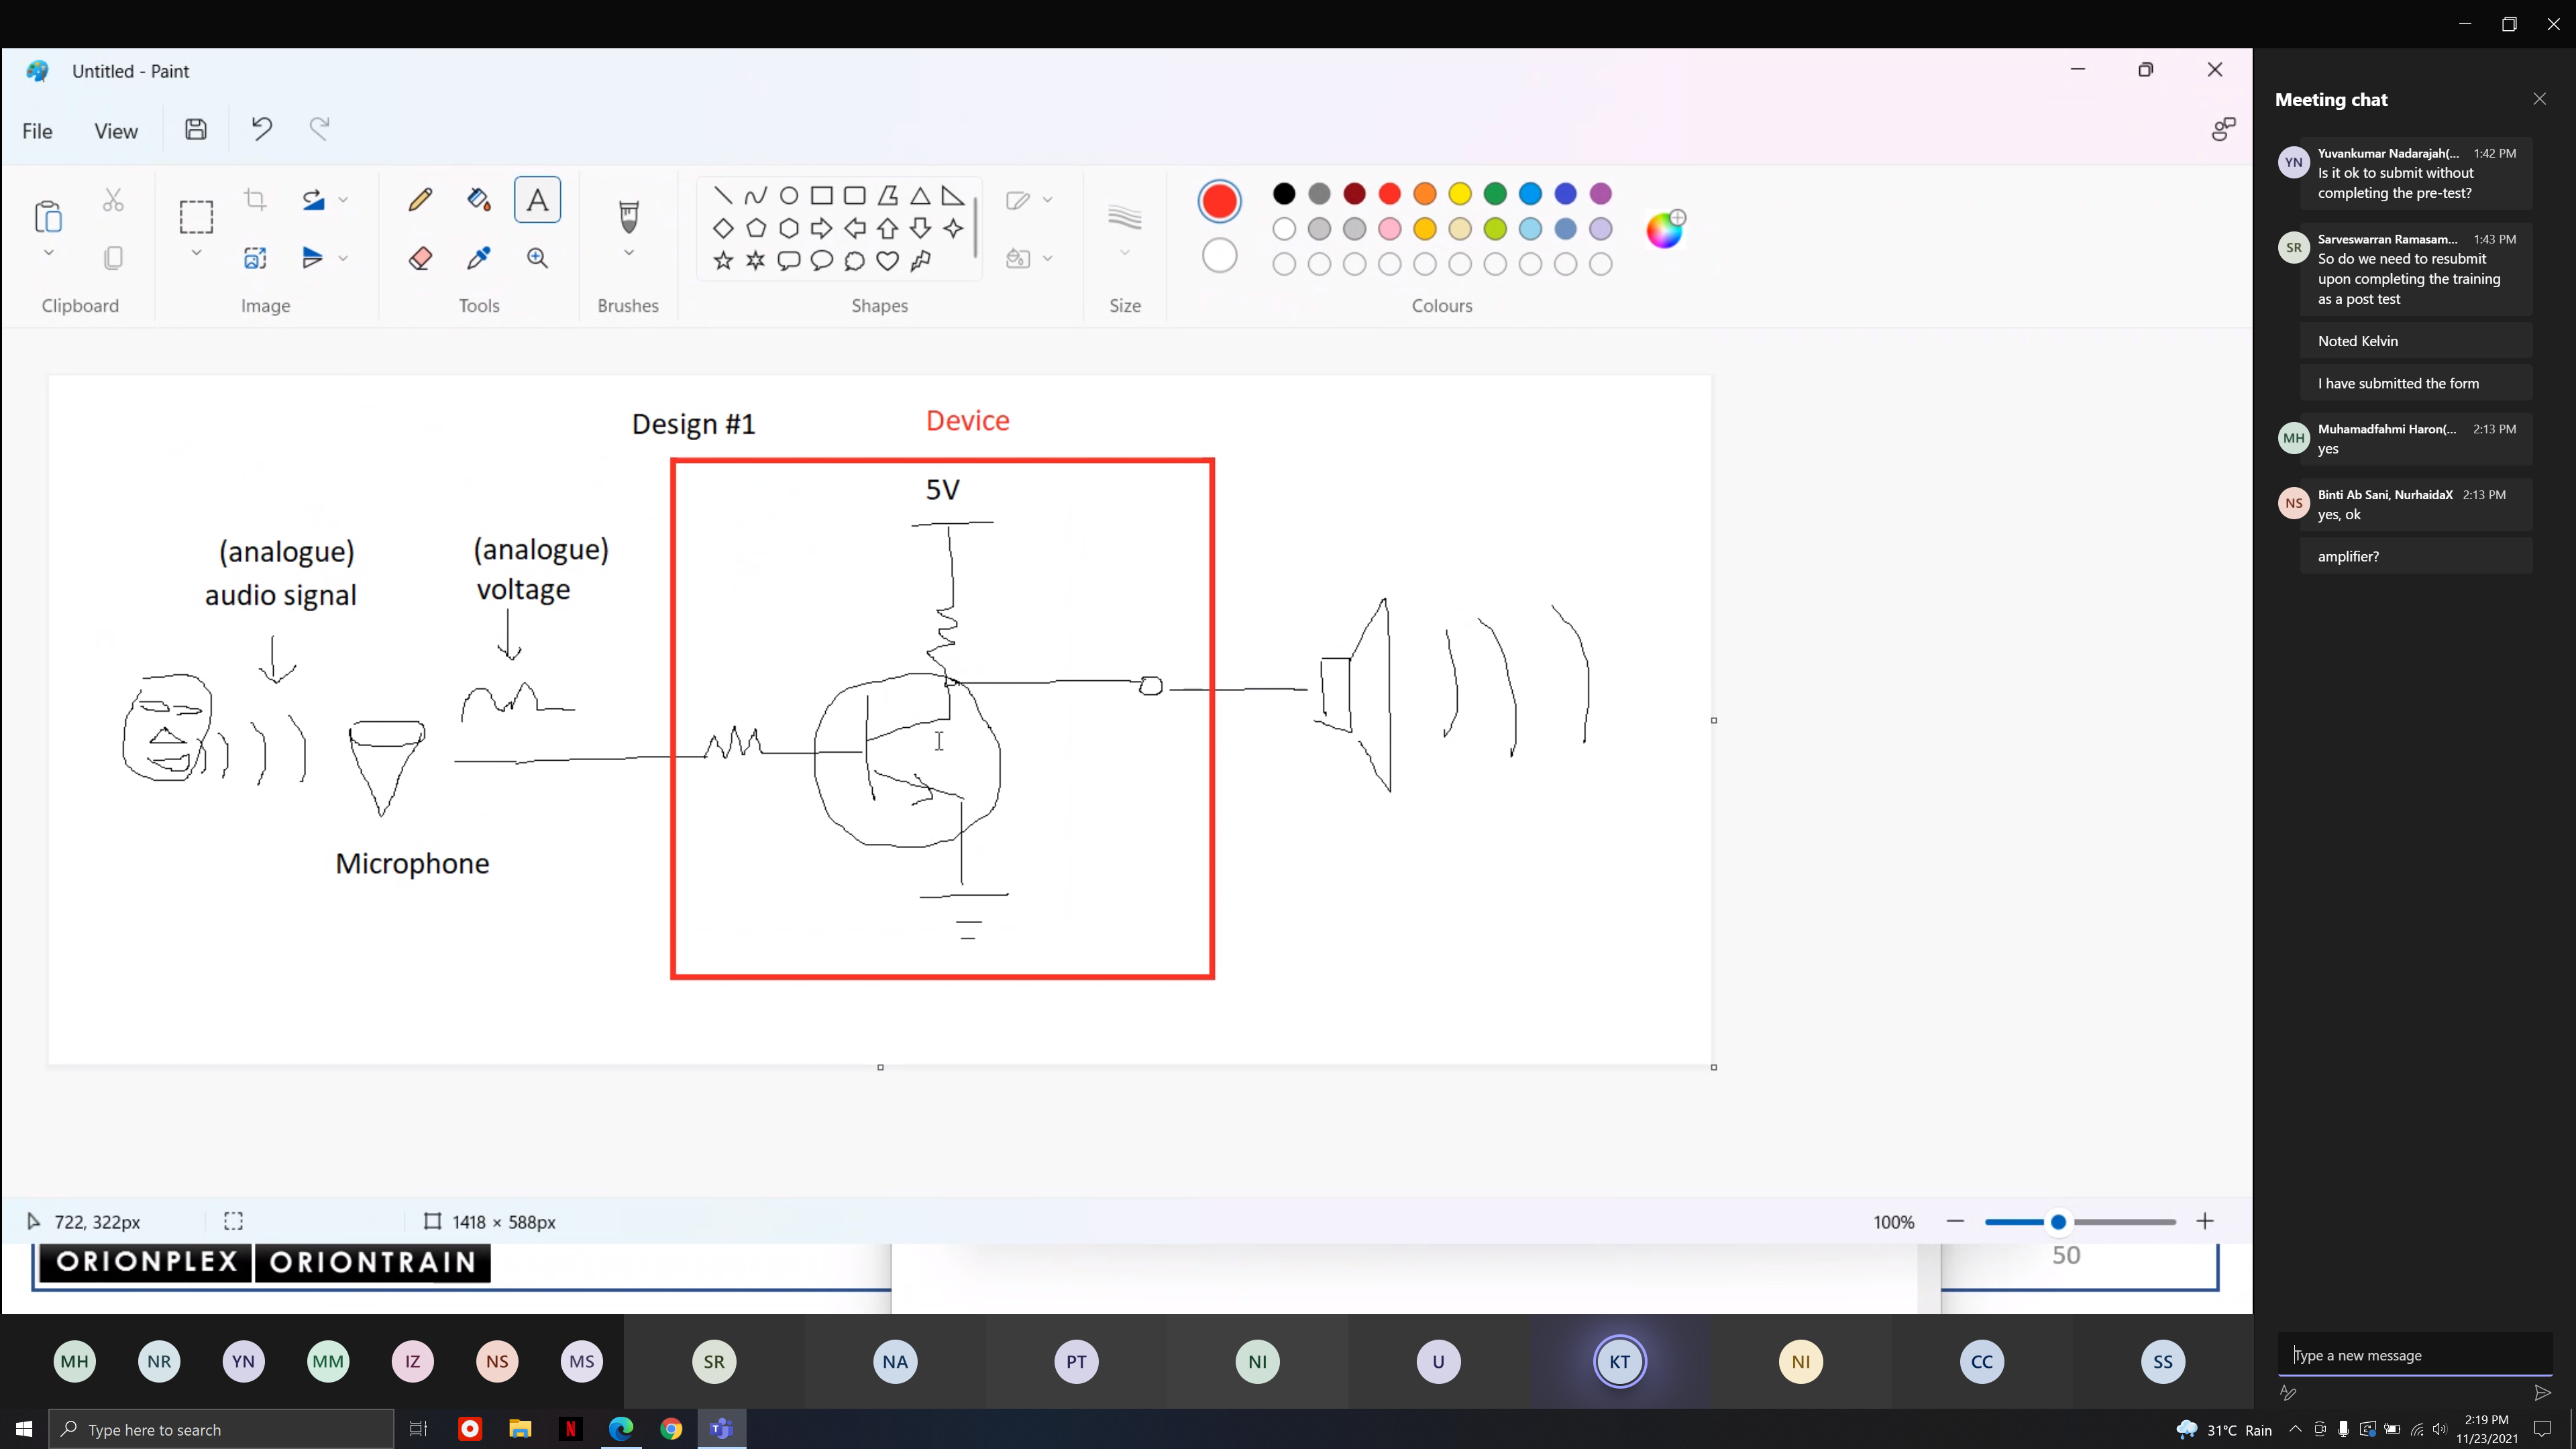 Untitled - Paint
File
View
Clipboard
Image
Tools
Brushes
Shapes
Size
Colours
A
Design #1
Device
5V
(analogue)
audio signal
(analogue)
voltage
Microphone
722, 322px
1418 × 588px
100%
ORIONPLEX
ORIONTRAIN
50
Meeting chat
YN
Yuvankumar Nadarajah(...
1:42 PM
Is it ok to submit without
completing the pre-test?
SR
Sarveswarran Ramasam...
1:43 PM
So do we need to resubmit
upon completing the training
as a post test
Noted Kelvin
I have submitted the form
MH
Muhamadfahmi Haron(...
2:13 PM
yes
NS
Binti Ab Sani, NurhaidaX
2:13 PM
yes, ok
amplifier?
Type a new message
MH
NR
YN
MM
IZ
NS
MS
SR
NA
PT
NI
U
KT
NI
CC
SS
Type here to search
N
31°C Rain
2:19 PM
11/23/2021